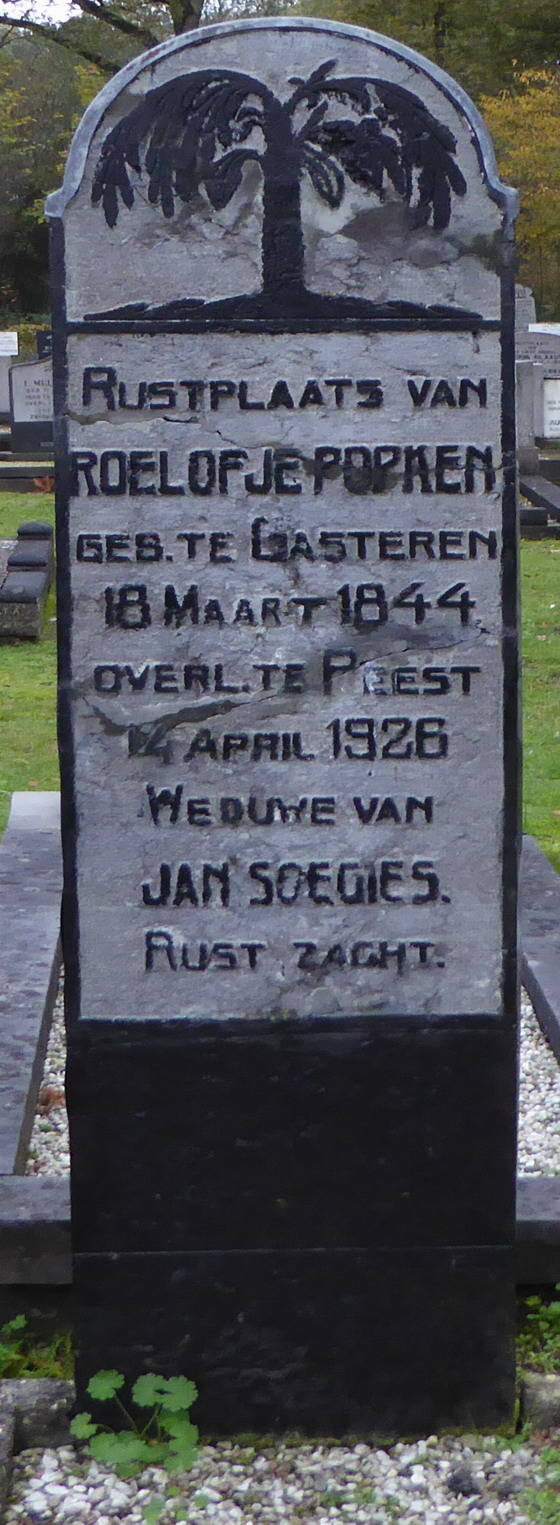 RUSTPLAATS VAN
ROELOFJE POPKEN
GEB. TE GASTEREN
18 MAART 1844
OVERL. TE PEEST
14 APRIL 1926
WEDUWE VAN
JAN SOEGIES.
RUST ZACHT.